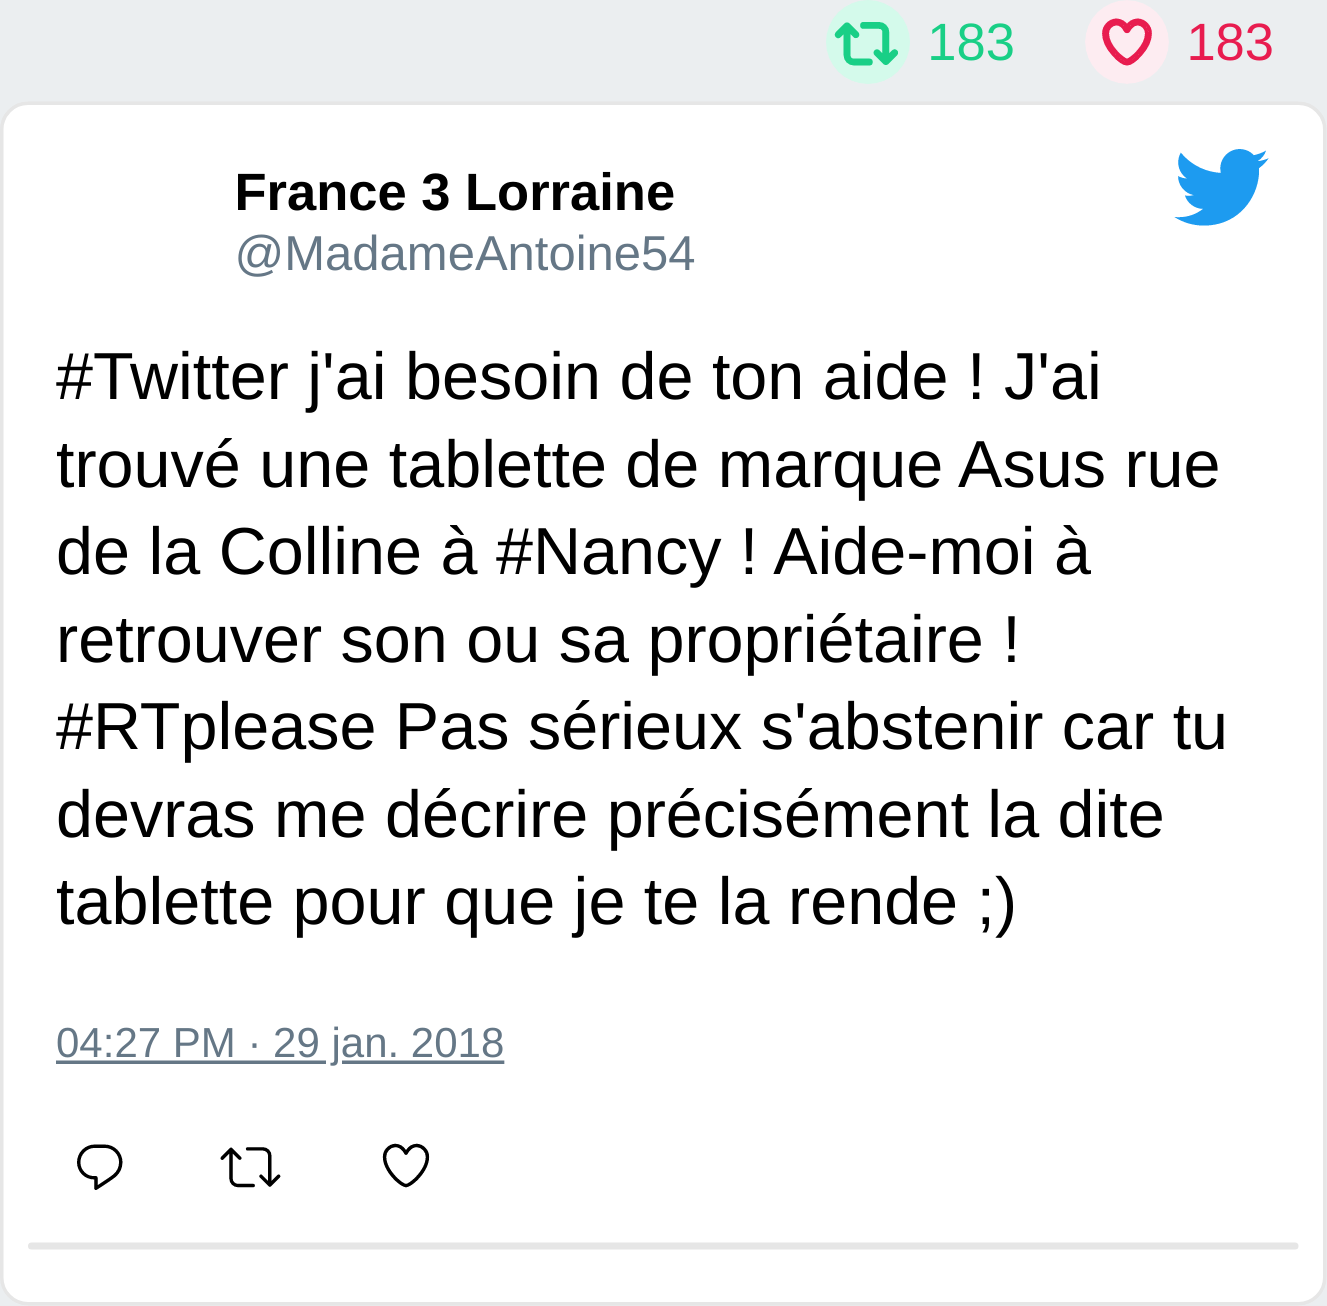 183 183
France 3 Lorraine
@MadameAntoine54
#Twitter j'ai besoin de ton aide ! J'ai
trouvé une tablette de marque Asus rue
de la Colline à #Nancy ! Aide-moi à
retrouver son ou sa propriétaire !
#RTplease Pas sérieux s'abstenir car tu
devras me décrire précisément la dite
tablette pour que je te la rende ;)
04:27 PM · 29 jan. 2018